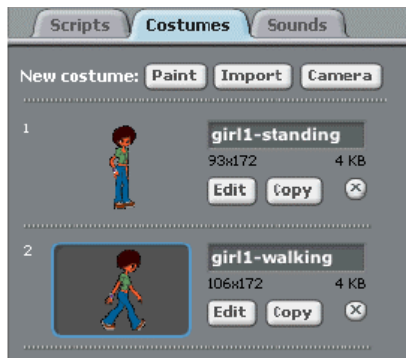 Scripts Costumes Sounds
New costume: Paint Import Camera
1
girl1-standing
93x172 4 KB
Edit Copy
2
girl1-walking
106x172 4 KB
Edit Copy